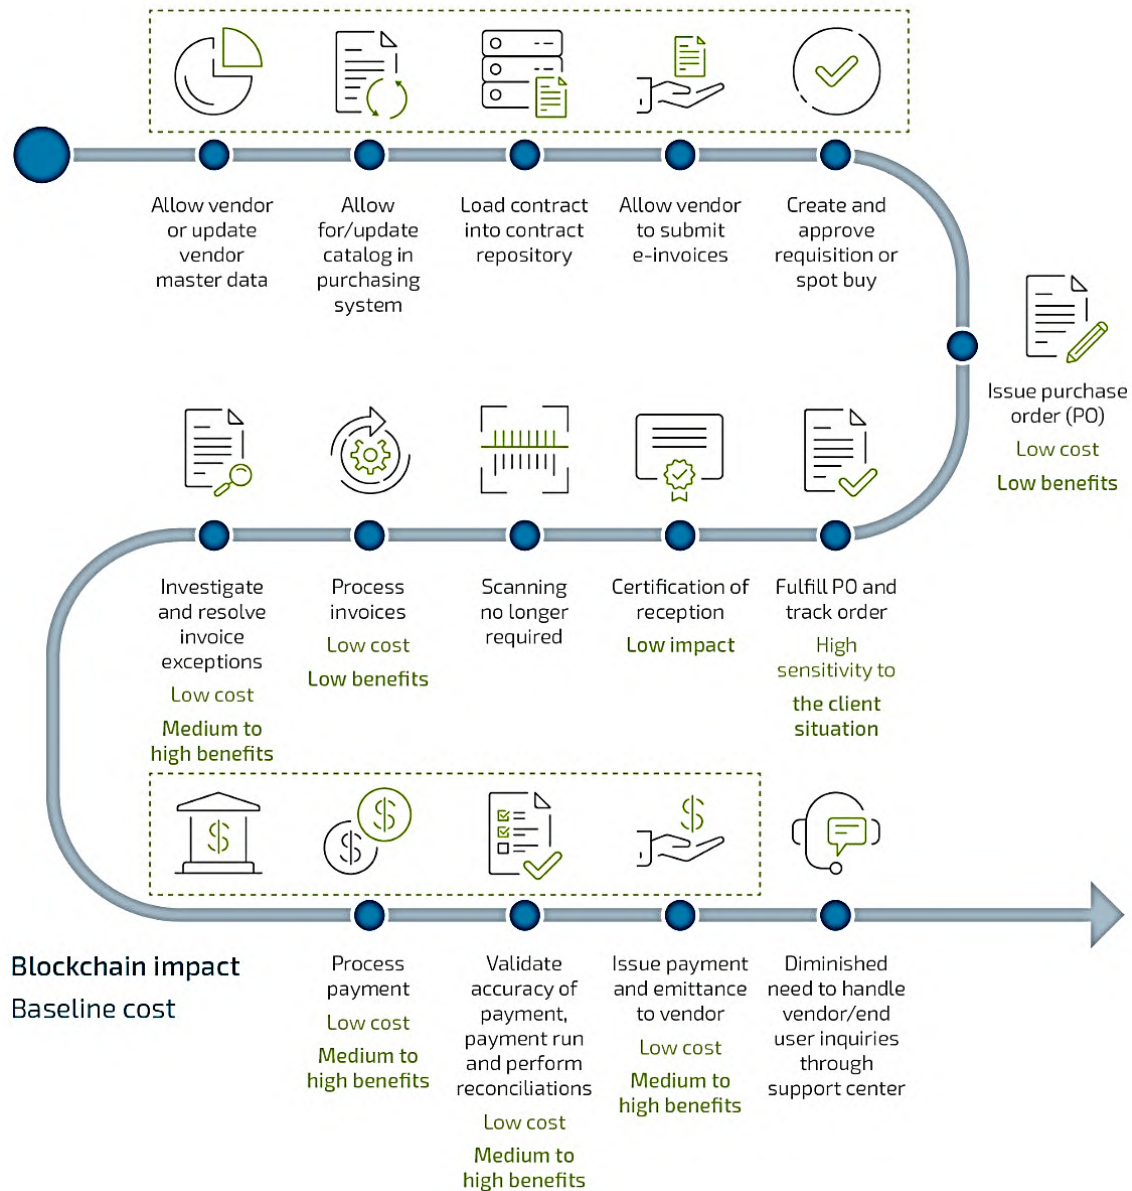 Allow vendor
or update
vendor
master data
Allow
for/update
catalog in
purchasing
system
Load contract
into contract
repository
Allow vendor
to submit
e-invoices
Create and
approve
requisition or
spot buy
Issue purchase
order (PO)
Low cost
Low benefits
Investigate
and resolve
invoice
exceptions
Low cost
Medium to
high benefits
Process
invoices
Low cost
Low benefits
Scanning
no longer
required
Certification of
reception
Low impact
Fulfill PO and
track order
High
sensitivity to
the client
situation
$
$
$
$
Blockchain impact
Baseline cost
Process
payment
Low cost
Medium to
high benefits
Validate
accuracy of
payment,
payment run
and perform
reconciliations
Low cost
Medium to
high benefits
Issue payment
and emittance
to vendor
Low cost
Medium to
high benefits
Diminished
need to handle
vendor/end
user inquiries
through
support center